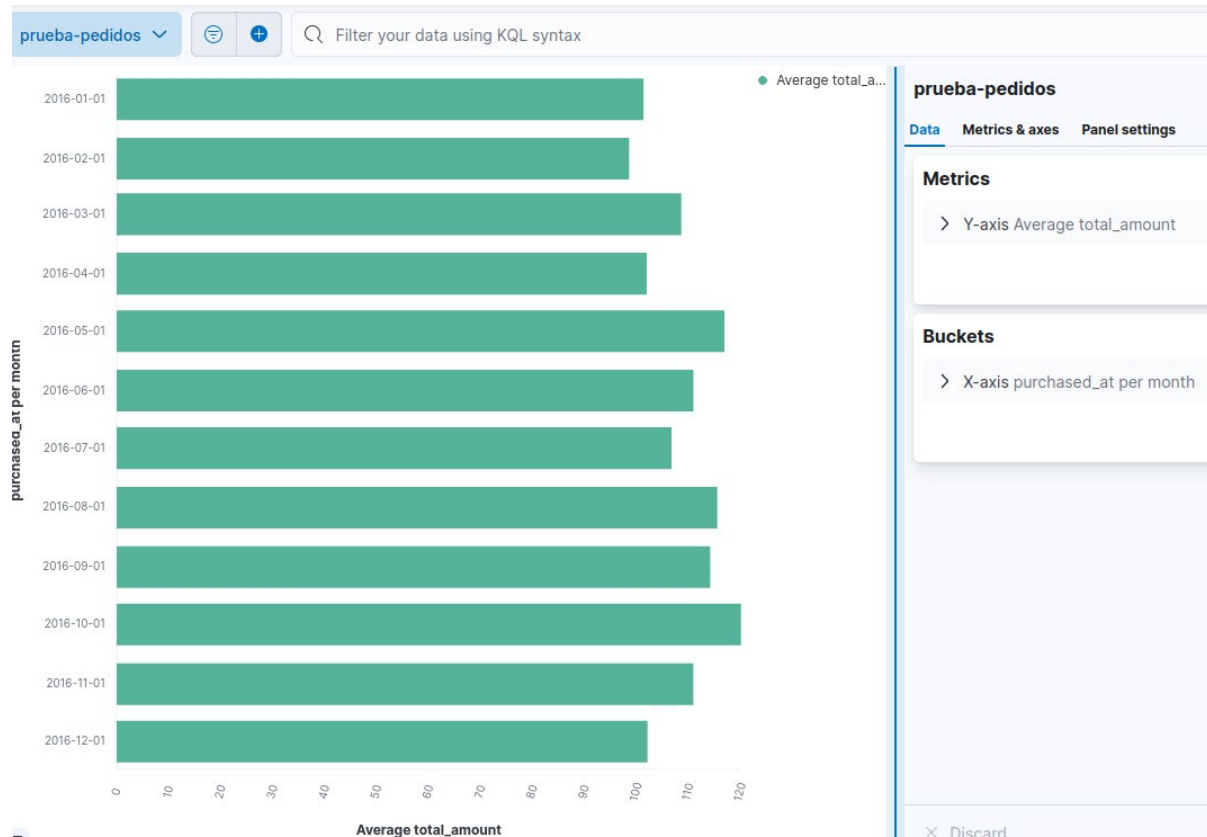 prueba-pedidos
Filter your data using KQL syntax
2016-01-01
2016-02-01
2016-03-01
2016-04-01
2016-05-01
2016-06-01
2016-07-01
2016-08-01
2016-09-01
2016-10-01
2016-11-01
2016-12-01
purchased_at per month
0 10 20 30 40 50 60 70 80 90 100 110 120
Average total_amount
Average total_a...
prueba-pedidos
Data Metrics & axes Panel settings
Metrics
Y-axis Average total_amount
Buckets
X-axis purchased_at per month
Discard